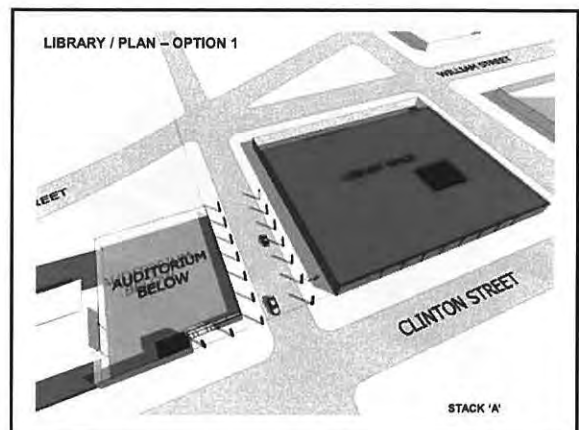 LIBRARY / PLAN – OPTION 1
WILLIAM STREET
REET
AUDITORIUM
BELOW
CLINTON STREET
STACK 'A'